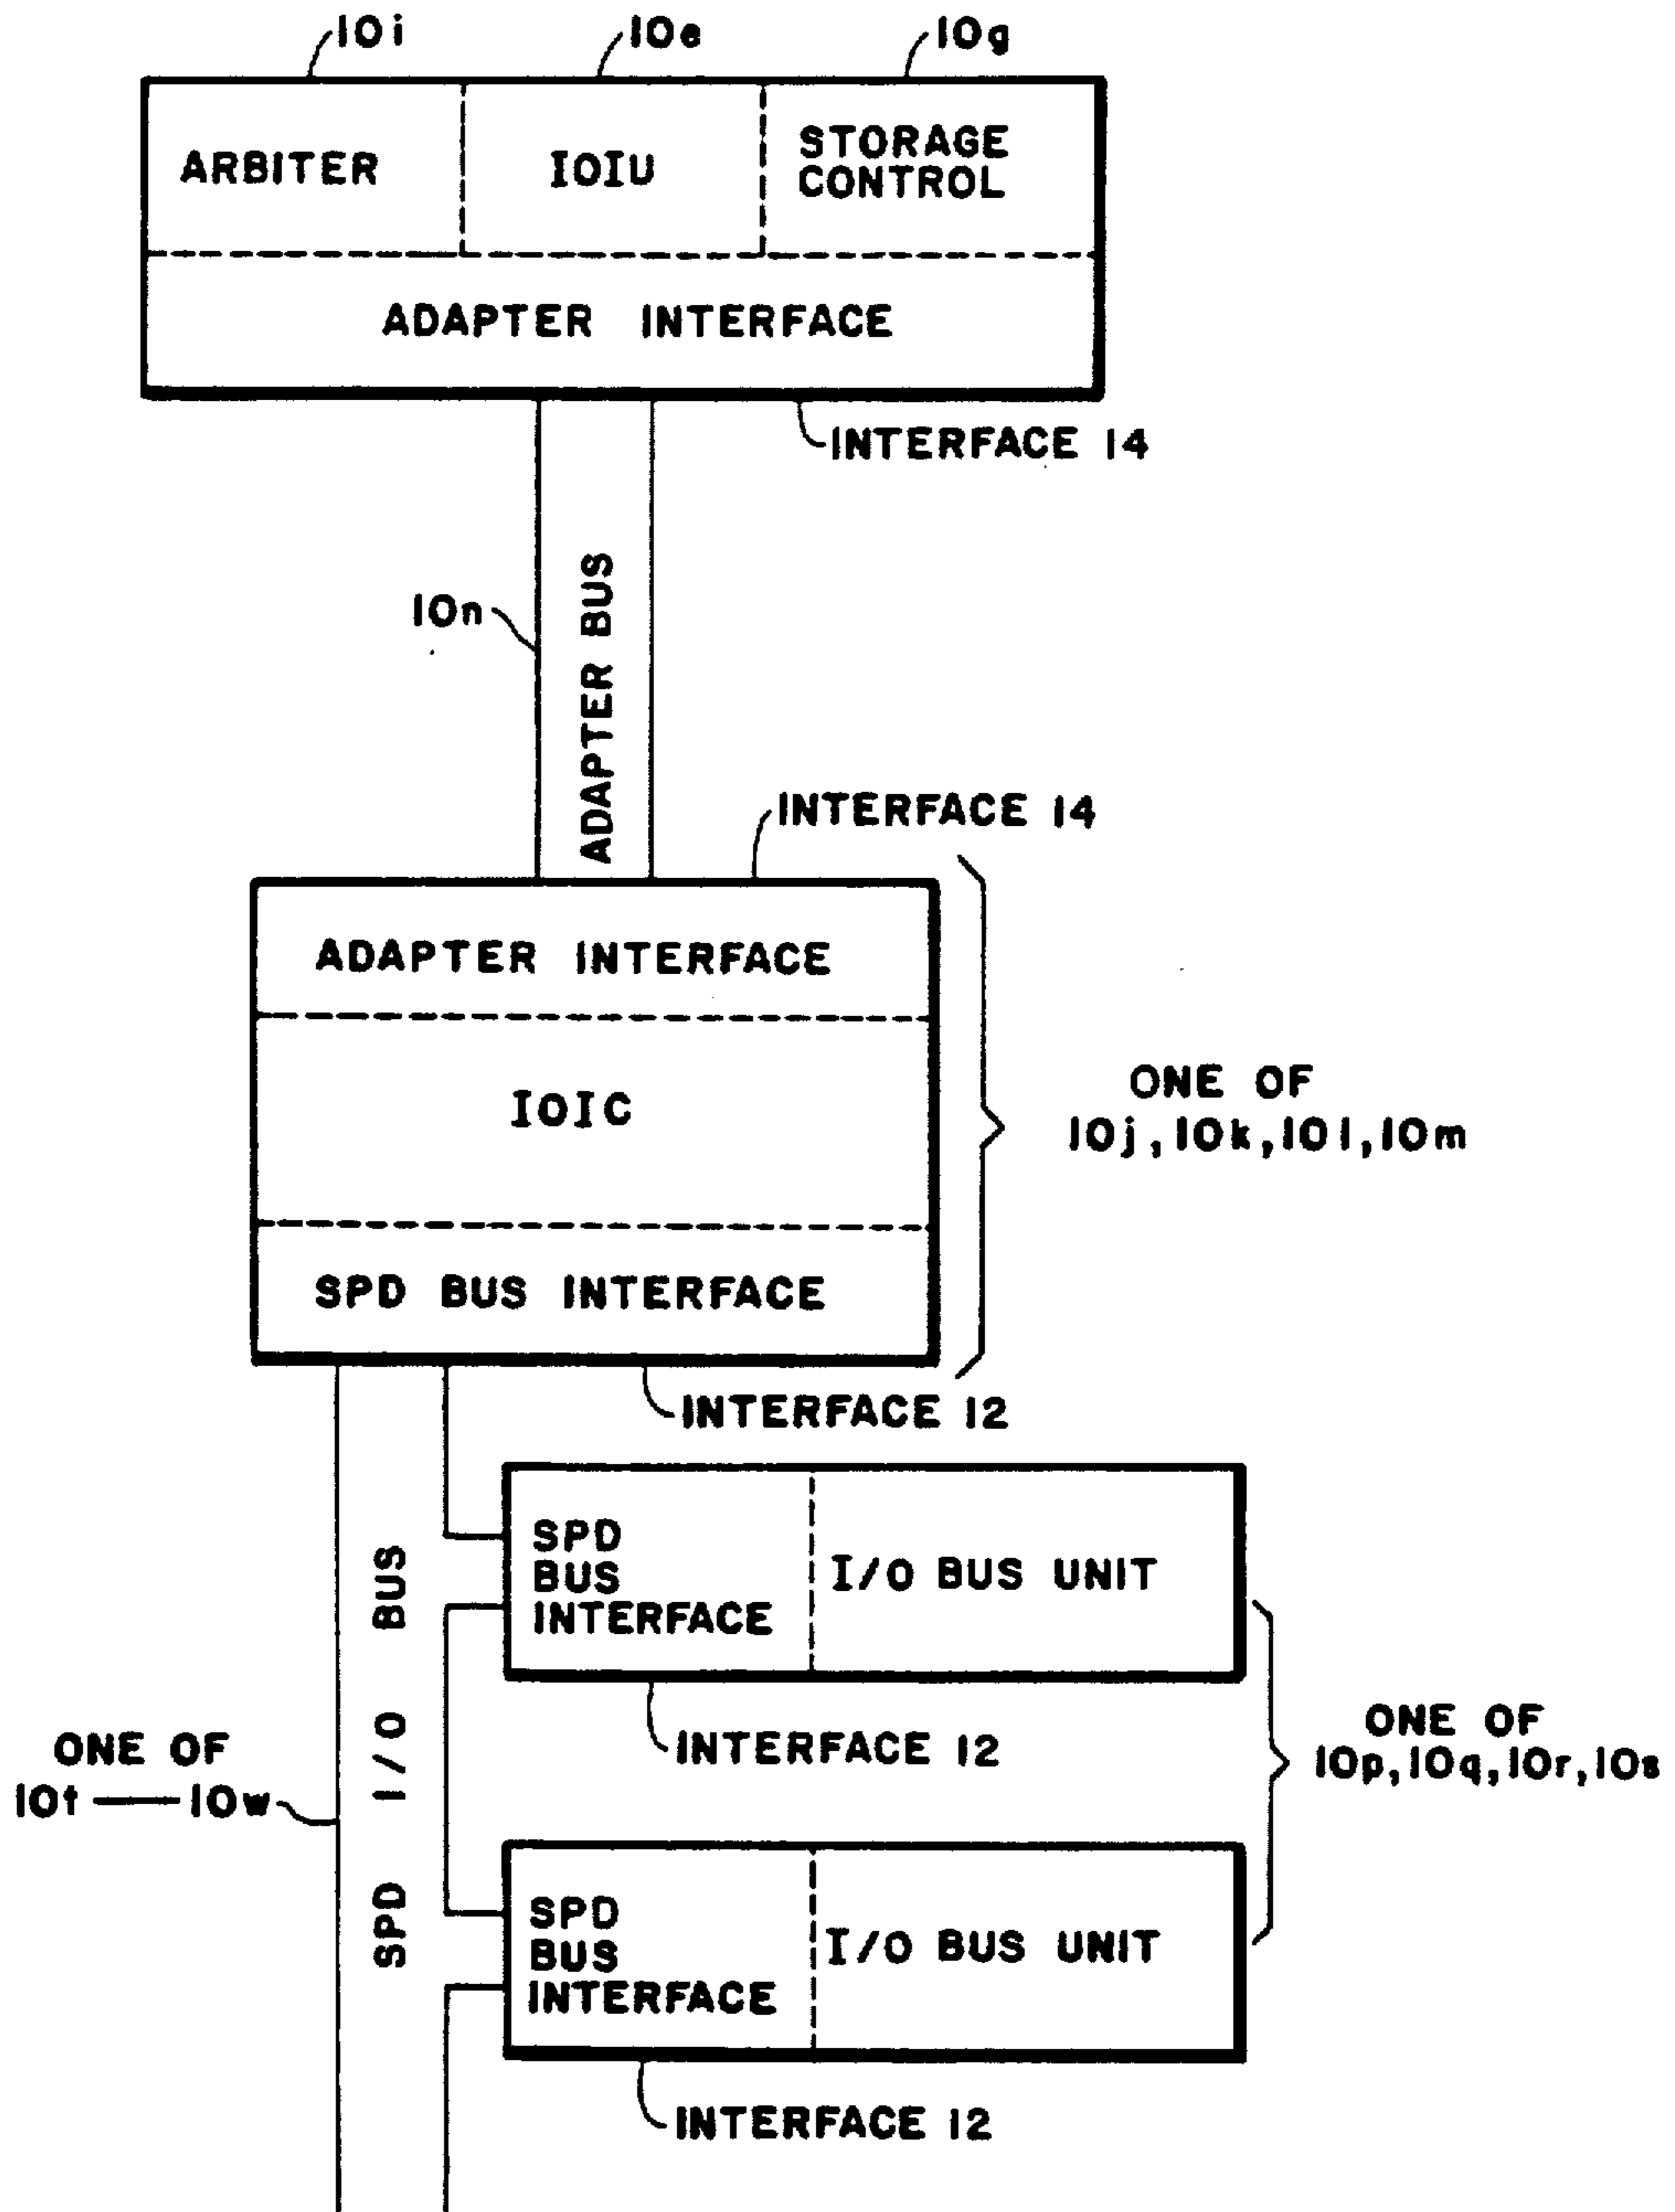 10i
10e
10g
ARBITER
IOIU
STORAGE
CONTROL
ADAPTER INTERFACE
INTERFACE 14
10n
ADAPTER BUS
INTERFACE 14
ADAPTER INTERFACE
IOIC
SPD BUS INTERFACE
ONE OF
10j, 10k, 10l, 10m
INTERFACE 12
SPD
BUS
INTERFACE
I/O BUS UNIT
INTERFACE 12
SPD I/O BUS
ONE OF
10t — 10w
ONE OF
10p, 10q, 10r, 10s
SPD
BUS
INTERFACE
I/O BUS UNIT
INTERFACE 12